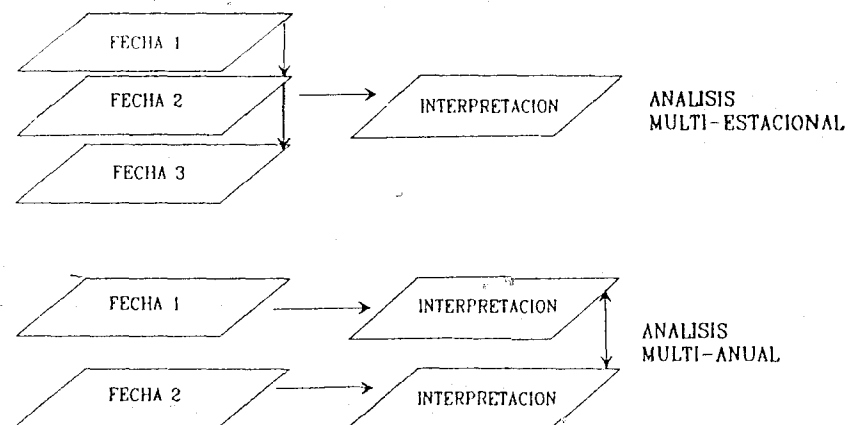 FECHA 1
FECHA 2
INTERPRETACION
ANALISIS
MULTI-ESTACIONAL
FECHA 3
FECHA 1
INTERPRETACION
ANALISIS
MULTI-ANUAL
FECHA 2
INTERPRETACION